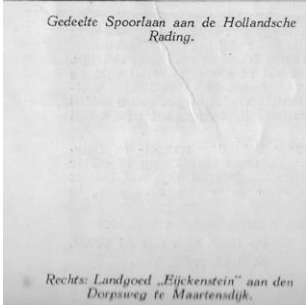 Gedeelte Spoorlaan aan de Hollandsche
Rading.
Rechts: Landgoed „Eijckenstein" aan den
Dorpsweg te Maartensdijk.